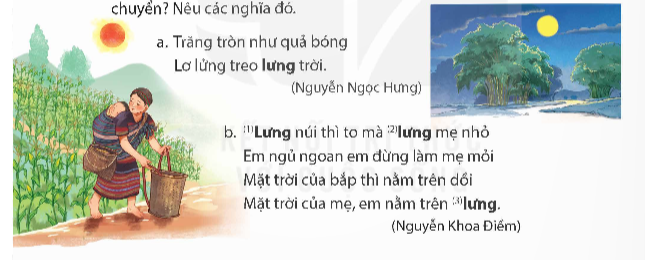 chuyển? Nêu các nghĩa đó.
a. Trăng tròn như quả bóng
Lơ lửng treo lưng trời.
(Nguyễn Ngọc Hưng)
b. ⁽¹⁾Lưng núi thì to mà ⁽²⁾lưng mẹ nhỏ
Em ngủ ngoan em đừng làm mẹ mỏi
Mặt trời của bắp thì nằm trên đồi
Mặt trời của mẹ, em nằm trên ⁽³⁾lưng.
(Nguyễn Khoa Điềm)